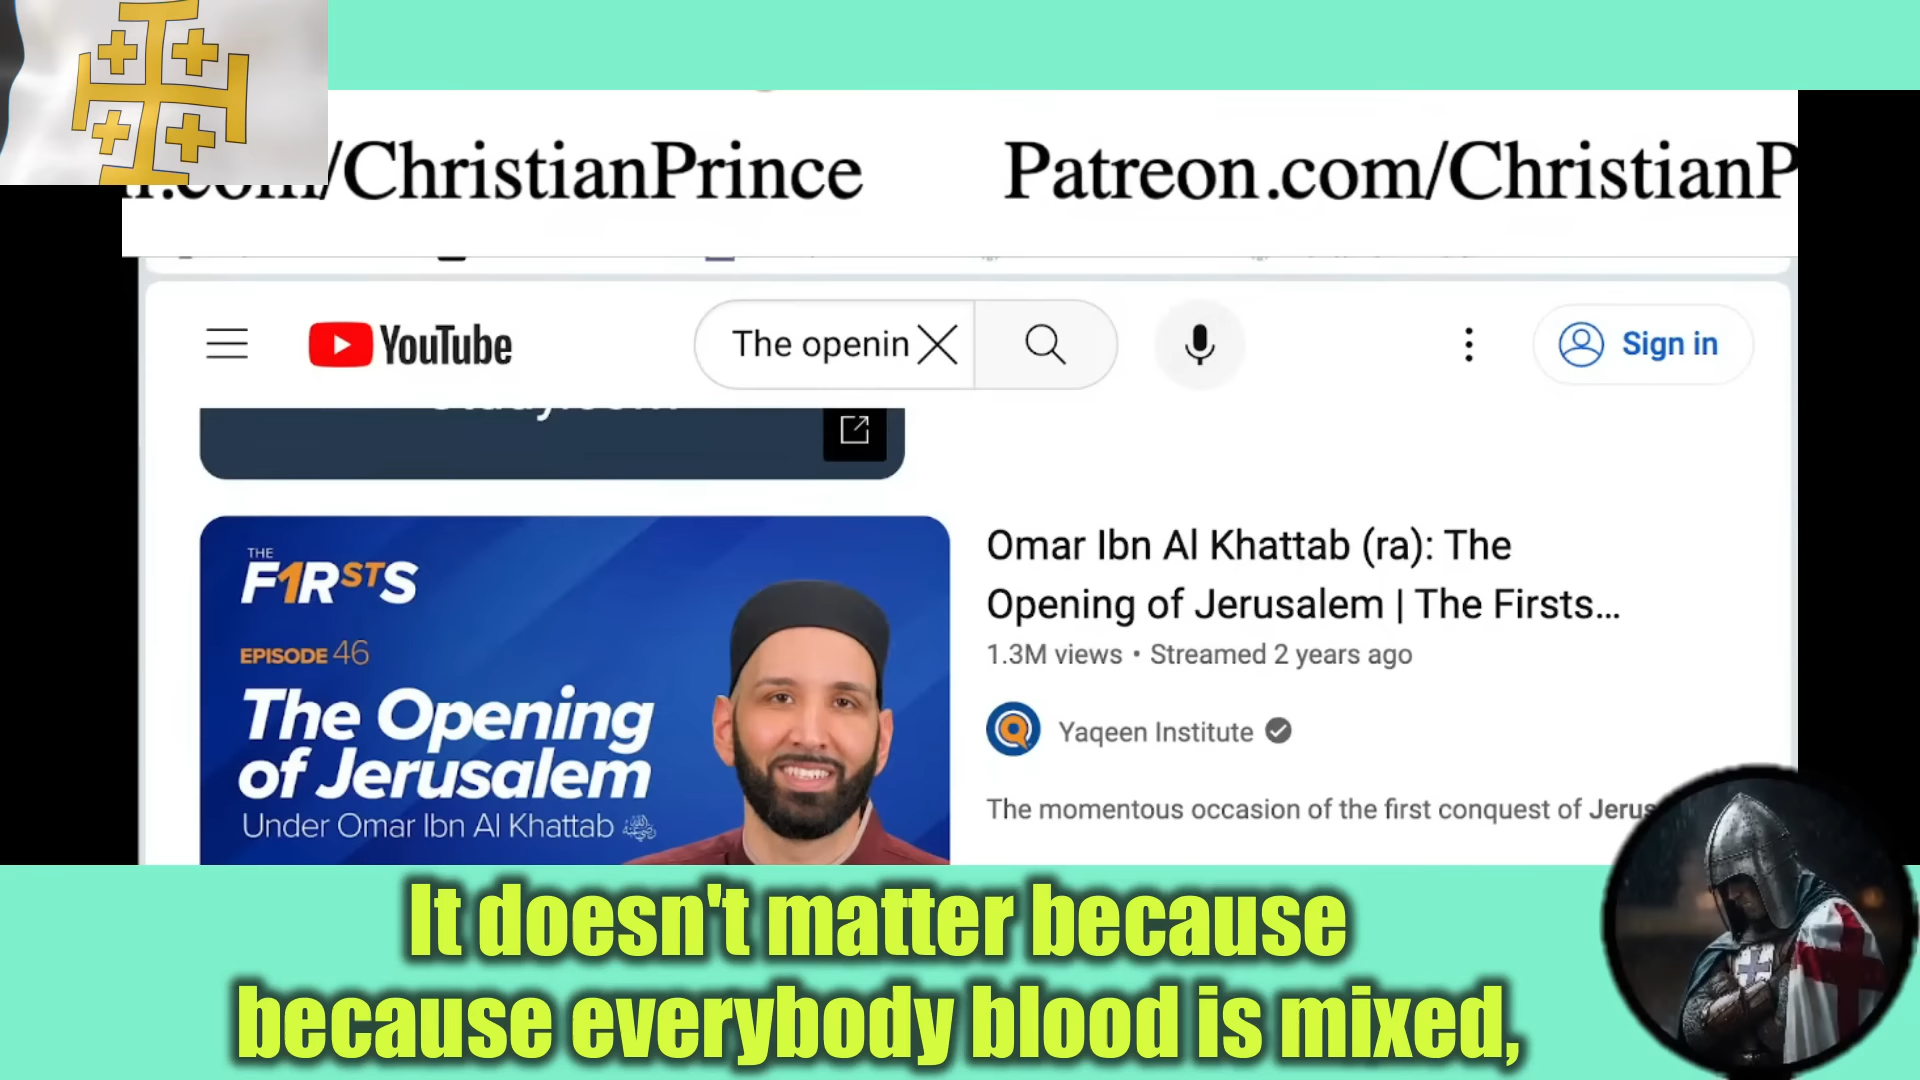 /ChristianPrince Patreon.com/ChristianP
YouTube
The openin
Sign in
THE
F1RSTS
EPISODE 46
The Opening
of Jerusalem
Under Omar Ibn Al Khattab
Omar Ibn Al Khattab (ra): The
Opening of Jerusalem | The Firsts...
1.3M views • Streamed 2 years ago
Yaqeen Institute
The momentous occasion of the first conquest of Jerus
It doesn't matter because
because everybody blood is mixed,